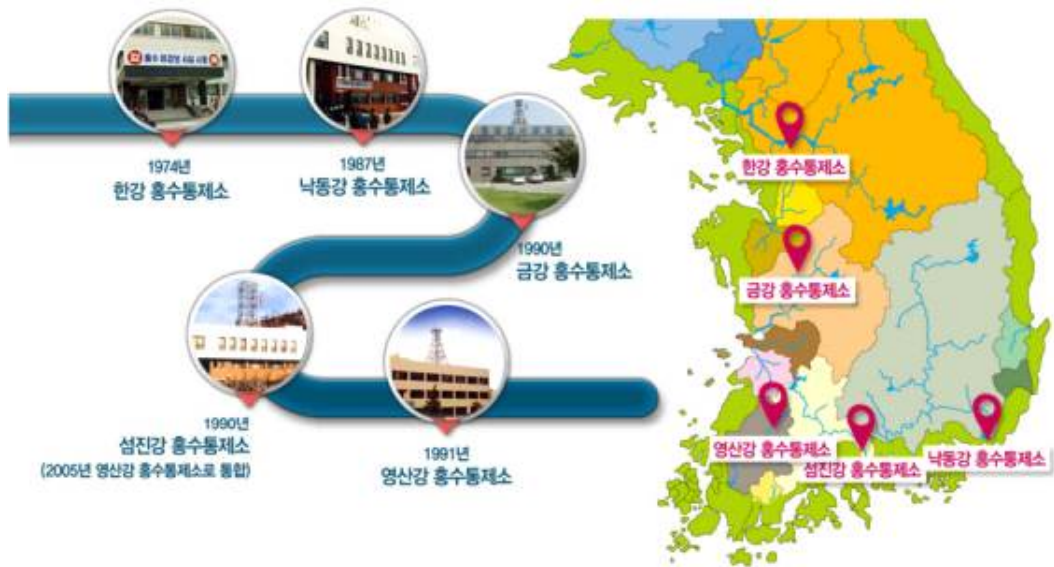 1974년
한강 홍수통제소
1987년
낙동강 홍수통제소
1990년
금강 홍수통제소
1990년
섬진강 홍수통제소
(2005년 영산강 홍수통제소로 통합)
1991년
영산강 홍수통제소
한강 홍수통제소
금강 홍수통제소
영산강 홍수통제소
섬진강 홍수통제소
낙동강 홍수통제소